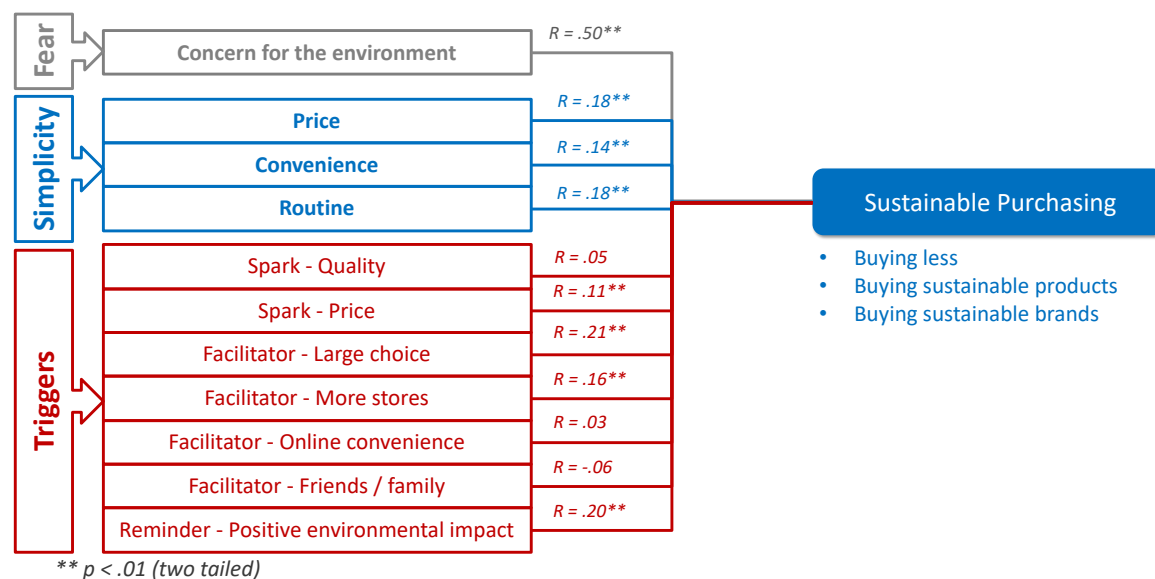 Fear
Concern for the environment
R = .50**
Simplicity
Price
R = .18**
Convenience
R = .14**
Routine
R = .18**
Triggers
Spark - Quality
R = .05
Spark - Price
R = .11**
Facilitator - Large choice
R = .21**
Facilitator - More stores
R = .16**
Facilitator - Online convenience
R = .03
Facilitator - Friends / family
R = -.06
Reminder - Positive environmental impact
R = .20**
Sustainable Purchasing
• Buying less
• Buying sustainable products
• Buying sustainable brands
** p < .01 (two tailed)